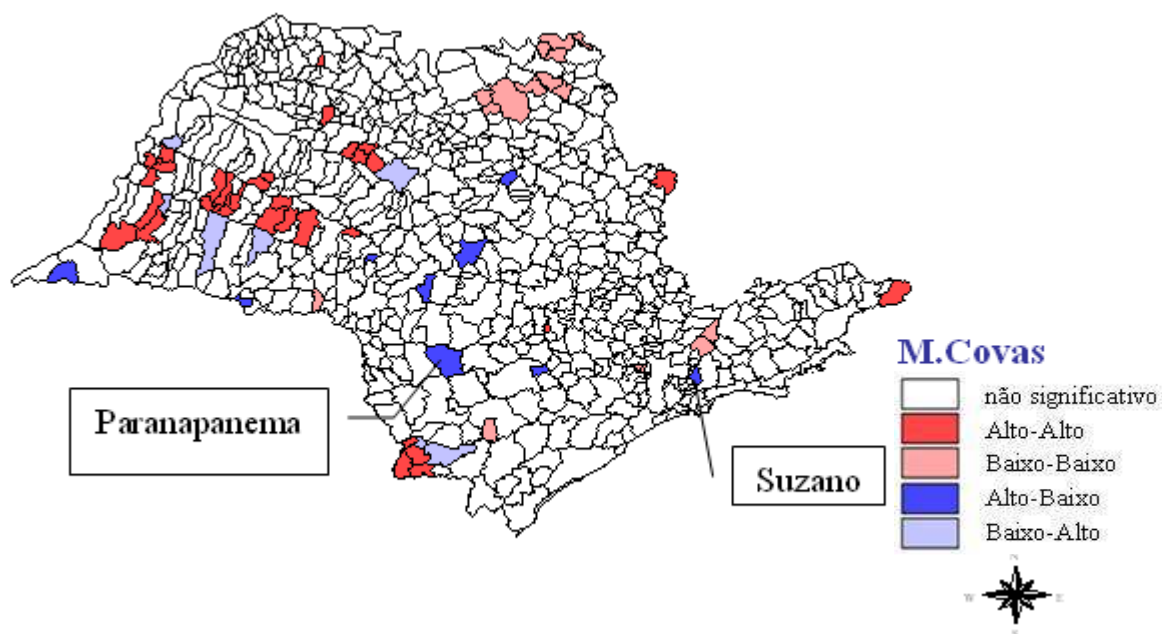 M.Covas
não significativo
Alto-Alto
Baixo-Baixo
Alto-Baixo
Baixo-Alto
Paranapanema
Suzano
N
W
E
S